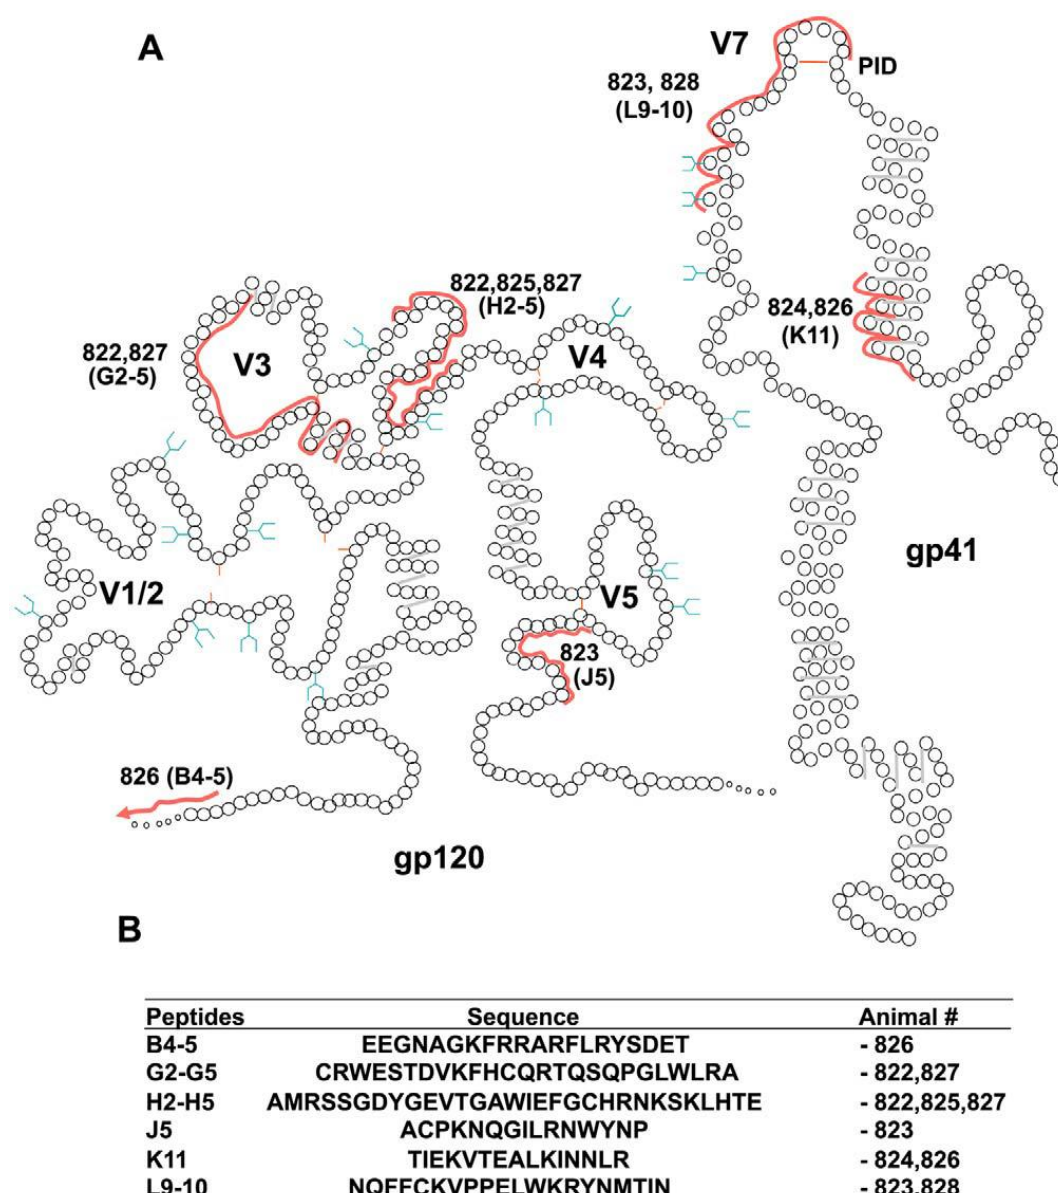 A
V7
PID
823, 828
(L9-10)
822,825,827
(H2-5)
824,826
(K11)
822,827
(G2-5)
V3
V4
gp41
V1/2
V5
823
(J5)
826 (B4-5)
gp120
B
Peptides Sequence Animal #
B4-5 EEGNAGKFRRARFLRYSDET - 826
G2-G5 CRWESTDVKFHCQRTQSQPGLWLRA - 822,827
H2-H5 AMRSSGDYGEVTGAWIEFGCHRNKSKLHTE - 822,825,827
J5 ACPKNQGILRNWYNP - 823
K11 TIEKVTEALKINNLR - 824,826
L9-10 NQFFCKVPPELWKRYNMTIN - 823,828